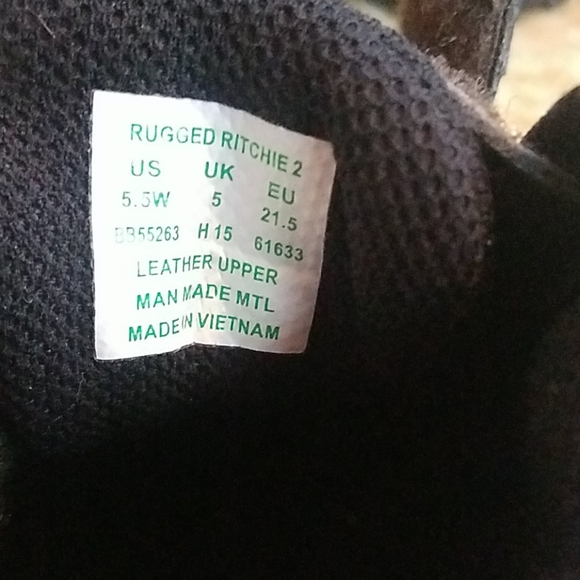 RUGGED RITCHIE 2
US UK EU
5.5W 5 21.5
BB55263 H 15 61633
LEATHER UPPER
MAN MADE MTL
MADE IN VIETNAM